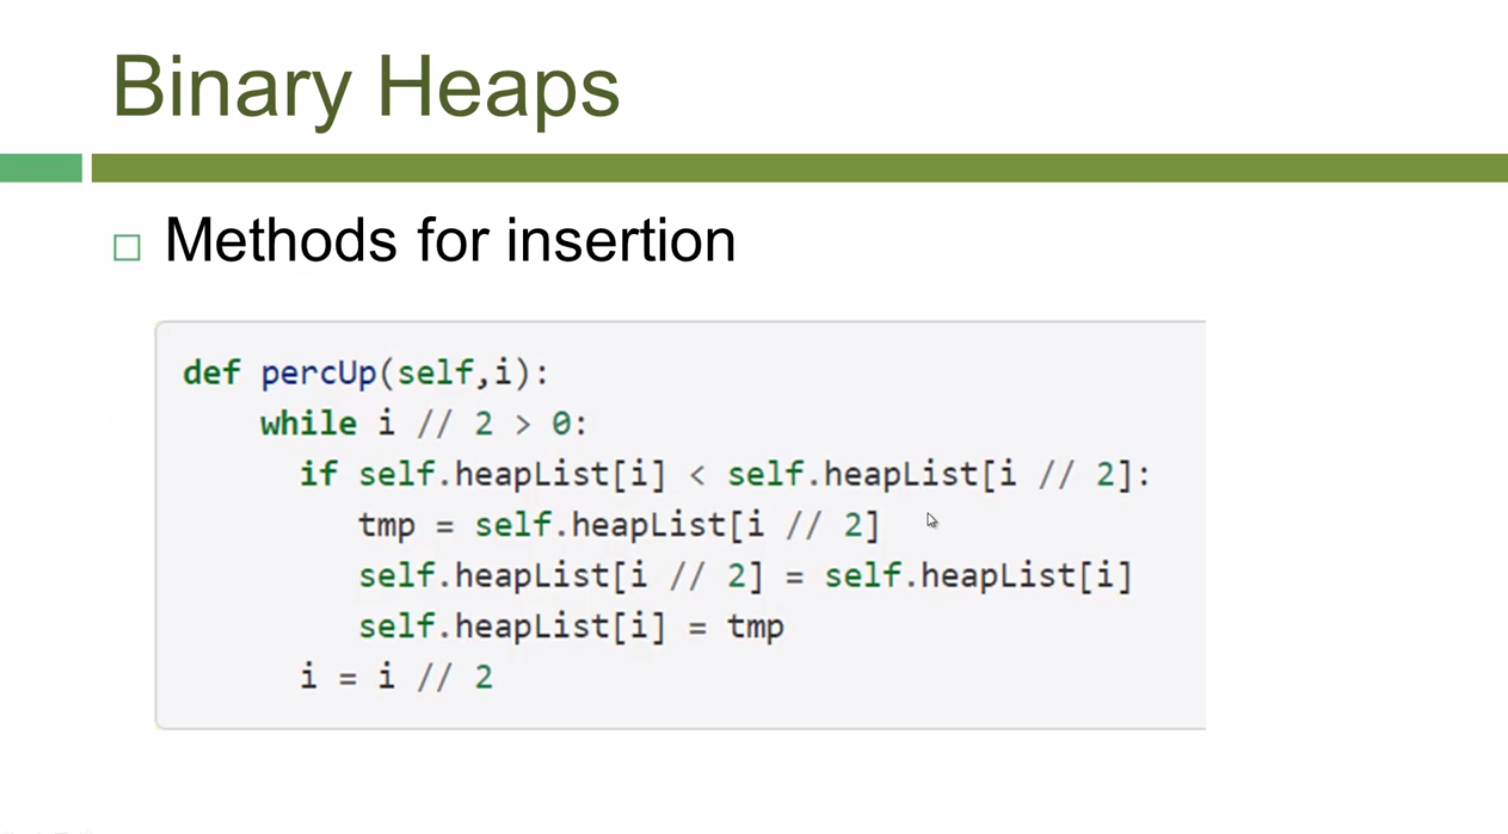 Binary Heaps
Methods for insertion
def percUp(self,i):
    while i // 2 > 0:
      if self.heapList[i] < self.heapList[i // 2]:
         tmp = self.heapList[i // 2]
         self.heapList[i // 2] = self.heapList[i]
         self.heapList[i] = tmp
      i = i // 2